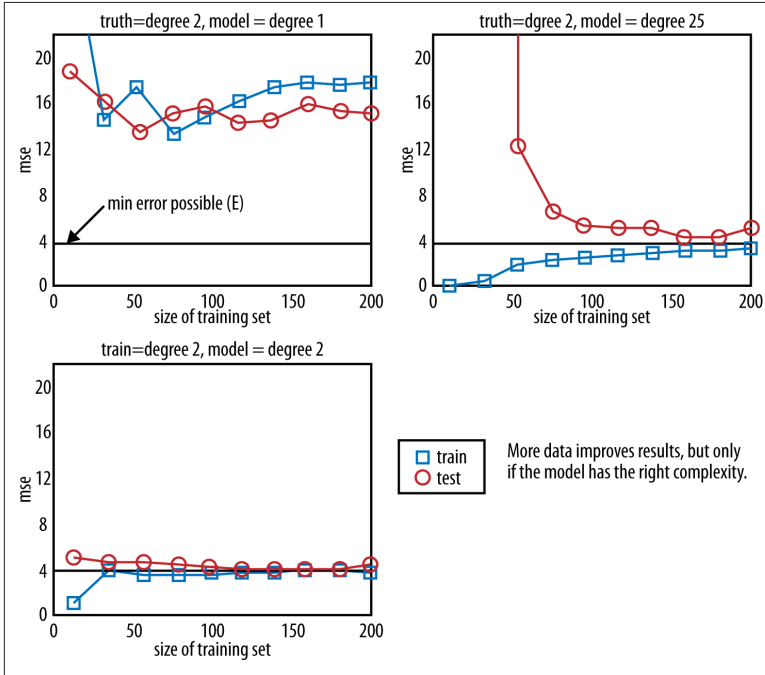 truth=degree 2, model = degree 1
20
16
12
8
4
0
mse
min error possible (E)
0 50 100 150 200
size of training set
truth=dgree 2, model = degree 25
20
16
12
8
4
0
mse
0 50 100 150 200
size of training set
train=degree 2, model = degree 2
20
16
12
8
4
0
mse
0 50 100 150 200
size of training set
train
test
More data improves results, but only
if the model has the right complexity.